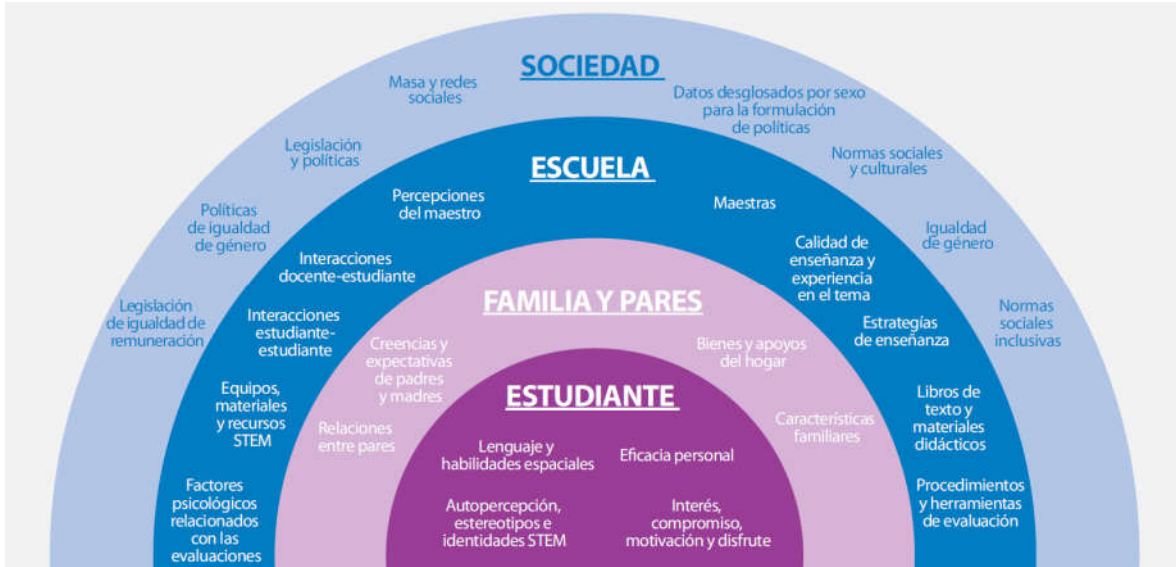 SOCIEDAD
Masa y redes
sociales
Datos desglosados por sexo
para la formulación
de políticas
Legislación
y políticas
Normas sociales
y culturales
Políticas
de igualdad
de género
Igualdad
de género
Legislación
de igualdad de
remuneración
Normas
sociales
inclusivas
ESCUELA
Percepciones
del maestro
Maestras
Interacciones
docente-estudiante
Calidad de
enseñanza y
experiencia
en el tema
Interacciones
estudiante-
estudiante
Estrategías
de enseñanza
Equipos,
materiales
y recursos
STEM
Libros de
texto y
materiales
didácticos
Factores
psicológicos
relacionados
con las
evaluaciones
Procedimientos
y herramientas
de evaluación
FAMILIA Y PARES
Creencias y
expectativas
de padres
y madres
Bienes y apoyos
del hogar
Relaciones
entre pares
Características
familiares
ESTUDIANTE
Lenguaje y
habilidades espaciales
Eficacia personal
Autopercepción,
estereotipos e
identidades STEM
Interés,
compromiso,
motivación y disfrute